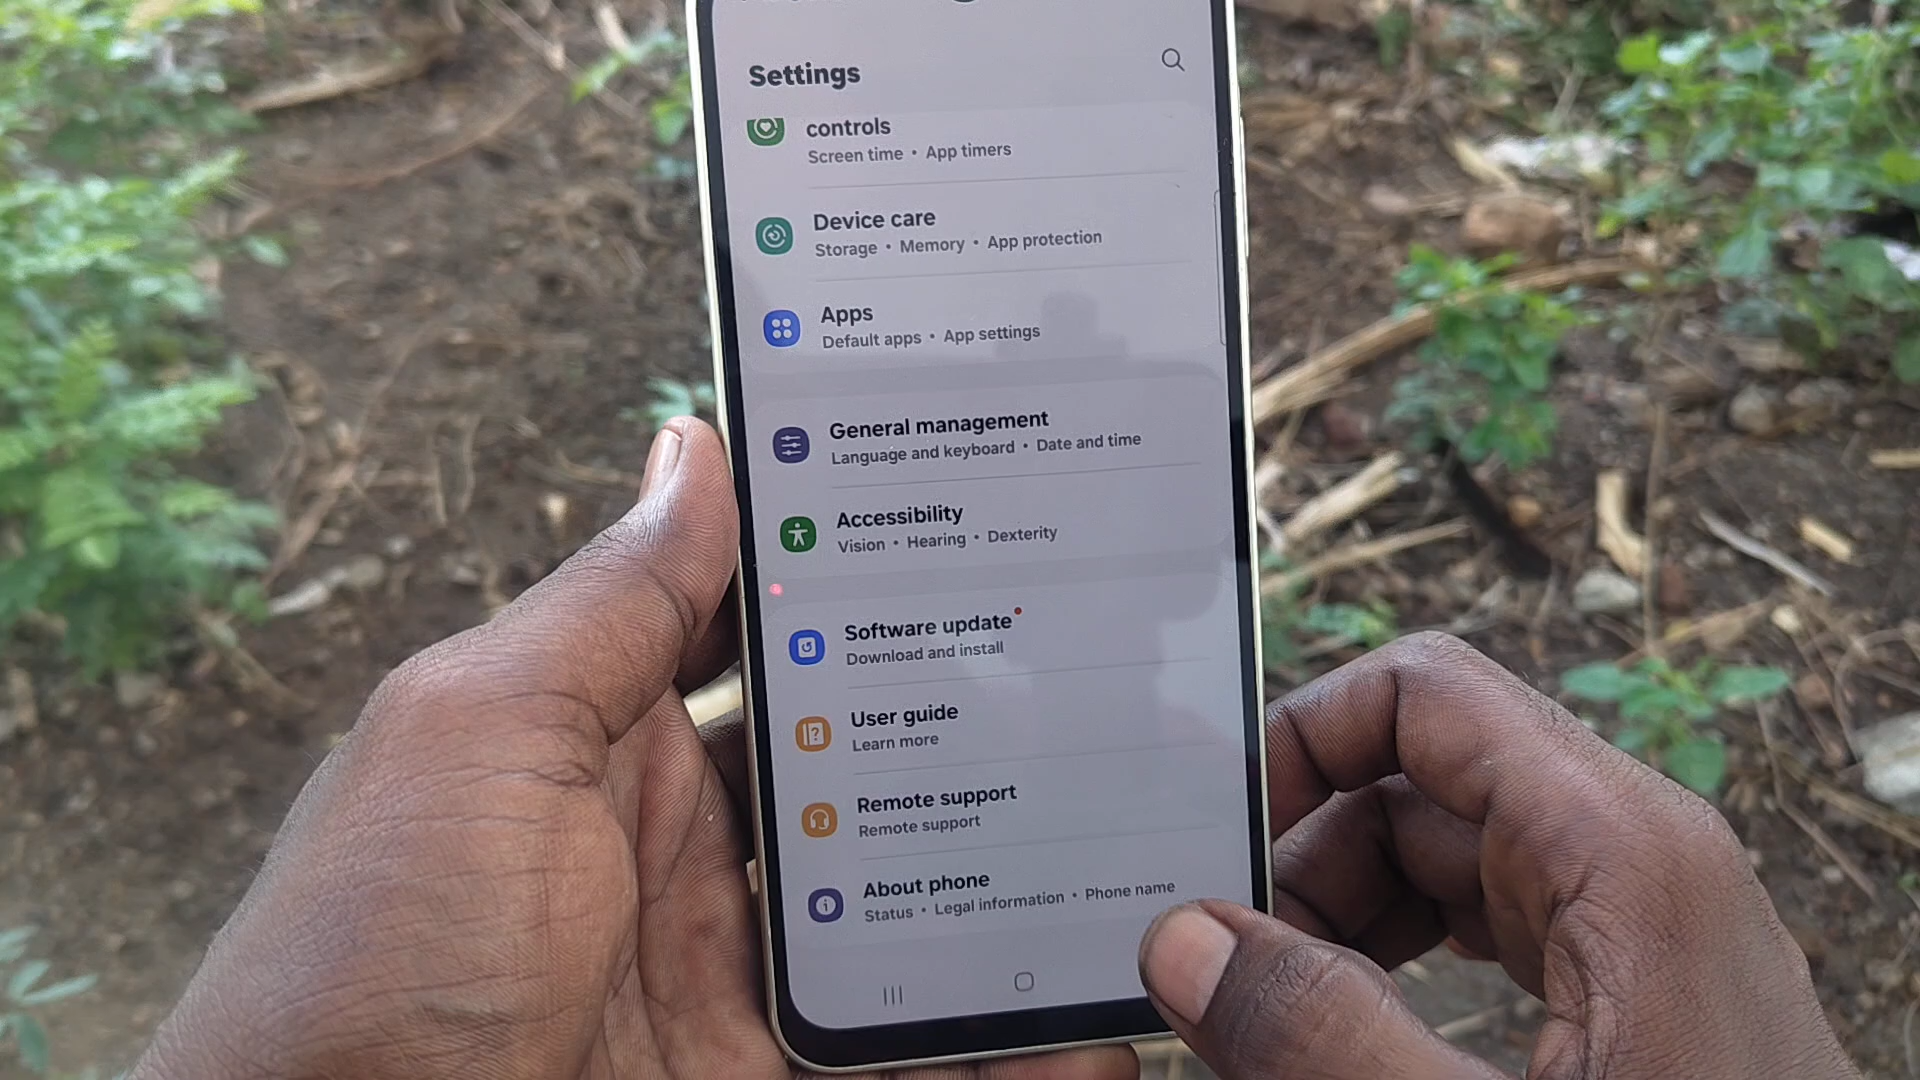 Settings
controls
Screen time • App timers
Device care
Storage • Memory • App protection
Apps
Default apps • App settings
General management
Language and keyboard • Date and time
Accessibility
Vision • Hearing • Dexterity
Software update
Download and install
User guide
Learn more
Remote support
Remote support
About phone
Status • Legal information • Phone name